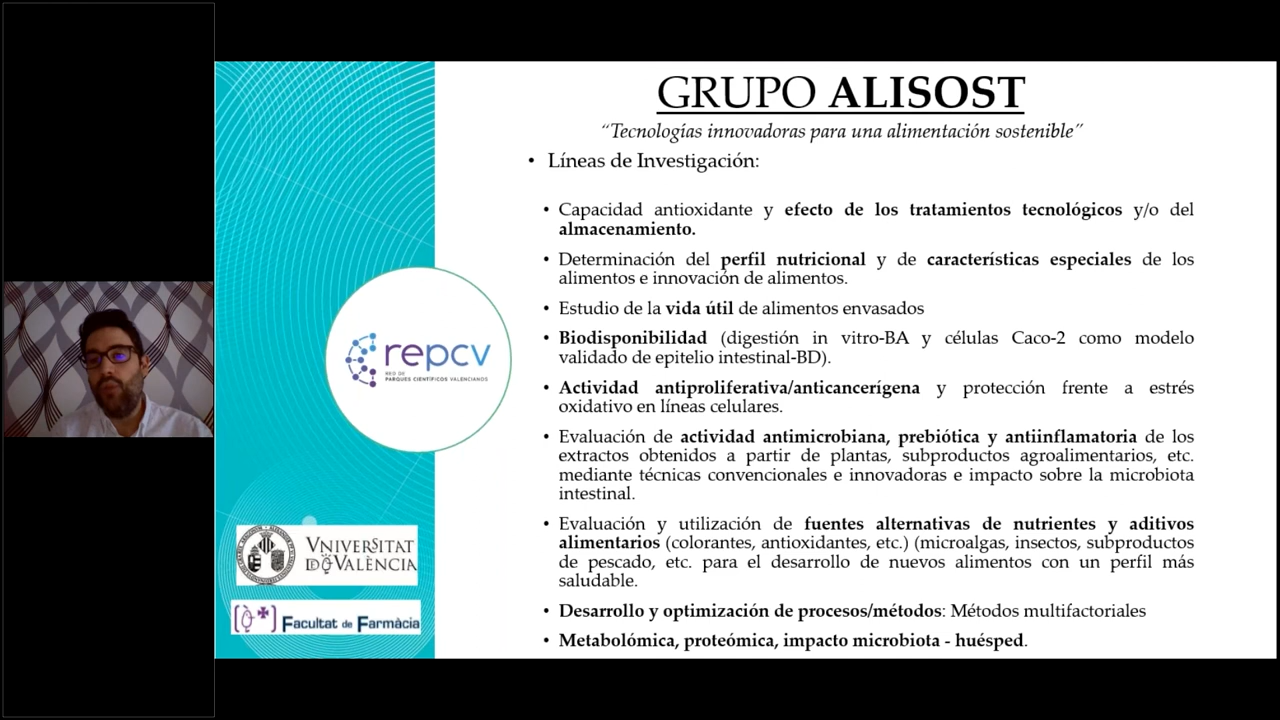 GRUPO ALISOST
“Tecnologías innovadoras para una alimentación sostenible”
• Líneas de Investigación:
• Capacidad antioxidante y efecto de los tratamientos tecnológicos y/o del
almacenamiento.
• Determinación del perfil nutricional y de características especiales de los
alimentos e innovación de alimentos.
• Estudio de la vida útil de alimentos envasados
• Biodisponibilidad (digestión in vitro-BA y células Caco-2 como modelo
validado de epitelio intestinal-BD).
• Actividad antiproliferativa/anticancerígena y protección frente a estrés
oxidativo en líneas celulares.
• Evaluación de actividad antimicrobiana, prebiótica y antiinflamatoria de los
extractos obtenidos a partir de plantas, subproductos agroalimentarios, etc.
mediante técnicas convencionales e innovadoras e impacto sobre la microbiota
intestinal.
• Evaluación y utilización de fuentes alternativas de nutrientes y aditivos
alimentarios (colorantes, antioxidantes, etc.) (microalgas, insectos, subproductos
de pescado, etc. para el desarrollo de nuevos alimentos con un perfil más
saludable.
• Desarrollo y optimización de procesos/métodos: Métodos multifactoriales
• Metabolómica, proteómica, impacto microbiota - huésped.
repcv
RED DE
PARQUES CIENTÍFICOS VALENCIANOS
VNIVERSITAT
D VALÈNCIA
Facultat de Farmàcia